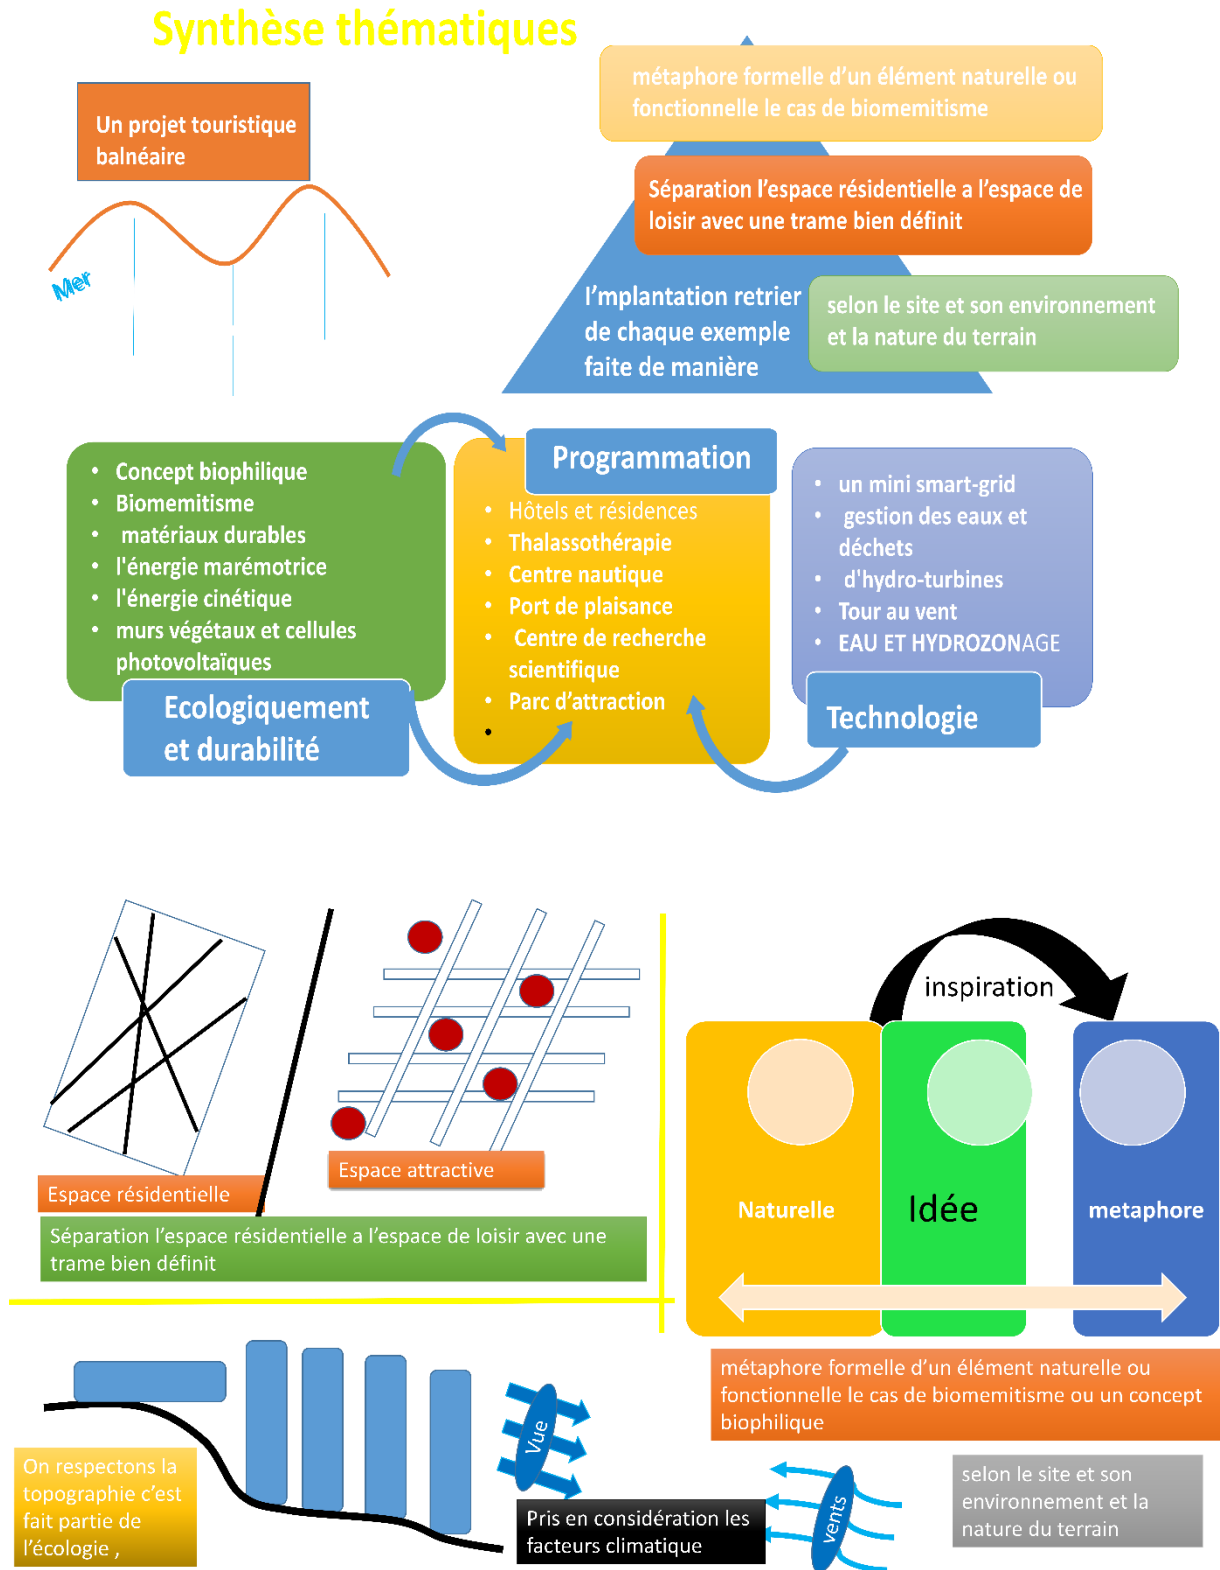 Synthèse thématiques
Un projet touristique
balnéaire
Mer
métaphore formelle d’un élément naturelle ou
fonctionnelle le cas de biomemitisme
Séparation l’espace résidentielle a l’espace de
loisir avec une trame bien définit
l’mplantation retrier
de chaque exemple
faite de manière
selon le site et son environnement
et la nature du terrain
• Concept biophilique
• Biomemitisme
• matériaux durables
• l'énergie marémotrice
• l'énergie cinétique
• murs végétaux et cellules
photovoltaïques
Ecologiquement
et durabilité
Programmation
• Hôtels et résidences
• Thalassothérapie
• Centre nautique
• Port de plaisance
• Centre de recherche
scientifique
• Parc d’attraction
•
• un mini smart-grid
• gestion des eaux et
déchets
• d'hydro-turbines
• Tour au vent
• EAU ET HYDROZONAGE
Technologie
Espace résidentielle
Espace attractive
Séparation l’espace résidentielle a l’espace de loisir avec une
trame bien définit
inspiration
Naturelle
Idée
metaphore
métaphore formelle d’un élément naturelle ou
fonctionnelle le cas de biomemitisme ou un concept
biophilique
On respectons la
topographie c’est
fait partie de
l’écologie ,
Vue
Pris en considération les
facteurs climatique
vents
selon le site et son
environnement et la
nature du terrain